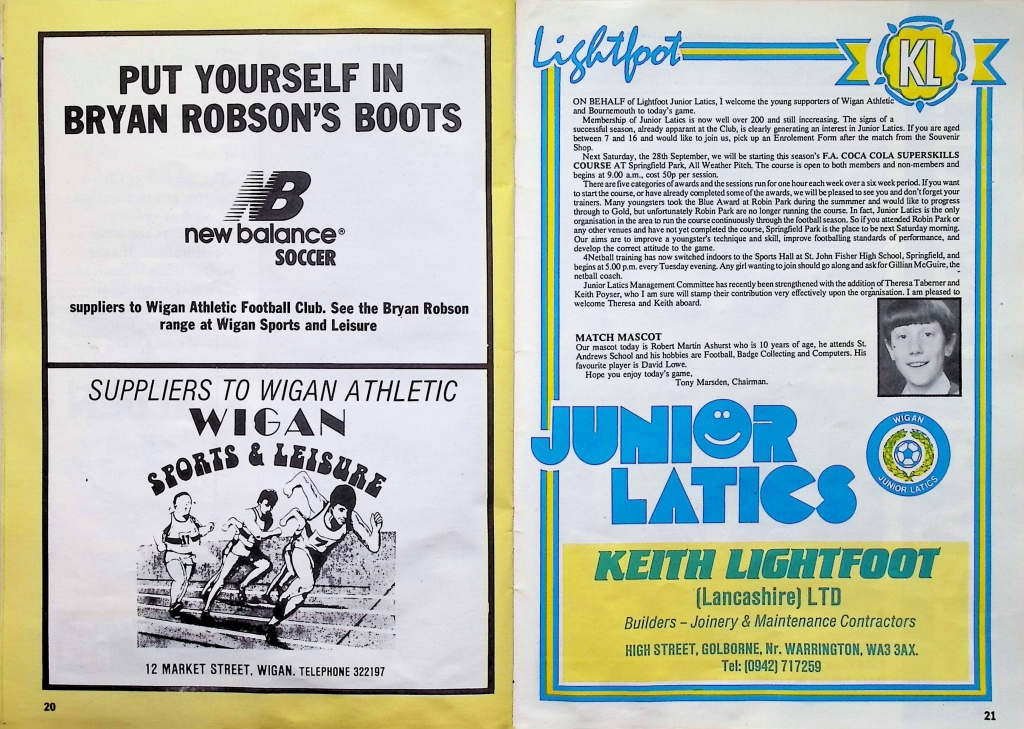 PUT YOURSELF IN
BRYAN ROBSON'S BOOTS
NB
new balance®
SOCCER
suppliers to Wigan Athletic Football Club. See the Bryan Robson
range at Wigan Sports and Leisure
SUPPLIERS TO WIGAN ATHLETIC
WIGAN
SPORTS & LEISURE
12 MARKET STREET, WIGAN. TELEPHONE 322197
20
Lightfoot
KL
ON BEHALF of Lightfoot Junior Latics, I welcome the young supporters of Wigan Athletic
and Bournemouth to today's game.
Membership of Junior Latics is now well over 200 and still incresasing. The signs of a
successful season, already apparant at the Club, is clearly generating an interest in Junior Latics. If you are aged
between 7 and 16 and would like to join us, pick up an Enrolement Form after the match from the Souvenir
Shop.
Next Saturday, the 28th September, we will be starting this season's F.A. COCA COLA SUPERSKILLS
COURSE AT Springfield Park, All Weather Pitch. The course is open to both members and non-members and
begins at 9.00 a.m., cost 50p per session.
There are five categories of awards and the sessions run for one hour each week over a six week period. If you want
to start the course, or have already completed some of the awards, we will be pleased to see you and don't forget your
trainers. Many youngsters took the Blue Award at Robin Park during the summmer and would like to progress
through to Gold, but unfortunately Robin Park are no longer running the course. In fact, Junior Latics is the only
organisation in the area to run the course continuously through the football season. So if you attended Robin Park or
any other venues and have not yet completed the course, Springfield Park is the place to be next Saturday morning.
Our aims are to improve a youngster's technique and skill, improve footballing standards of performance, and
develop the correct attitude to the game.
4Netball training has now switched indoors to the Sports Hall at St. John Fisher High School, Springfield, and
begins at 5.00 p.m. every Tuesday evening. Any girl wanting to join should go along and ask for Gillian McGuire, the
netball coach.
Junior Latics Management Committee has recently been strengthened with the addition of Theresa Taberner and
Keith Poyser, who I am sure will stamp their contribution very effectively upon the organisation. I am pleased to
welcome Theresa and Keith aboard.
MATCH MASCOT
Our mascot today is Robert Martin Ashurst who is 10 years of age, he attends St.
Andrews School and his hobbies are Football, Badge Collecting and Computers. His
favourite player is David Lowe.
Hope you enjoy today's game,
Tony Marsden, Chairman.
JUNIOR
LATICS
WIGAN
JUNIOR LATICS
KEITH LIGHTFOOT
(Lancashire) LTD
Builders – Joinery & Maintenance Contractors
HIGH STREET, GOLBORNE, Nr. WARRINGTON, WA3 3AX.
Tel: (0942) 717259
21